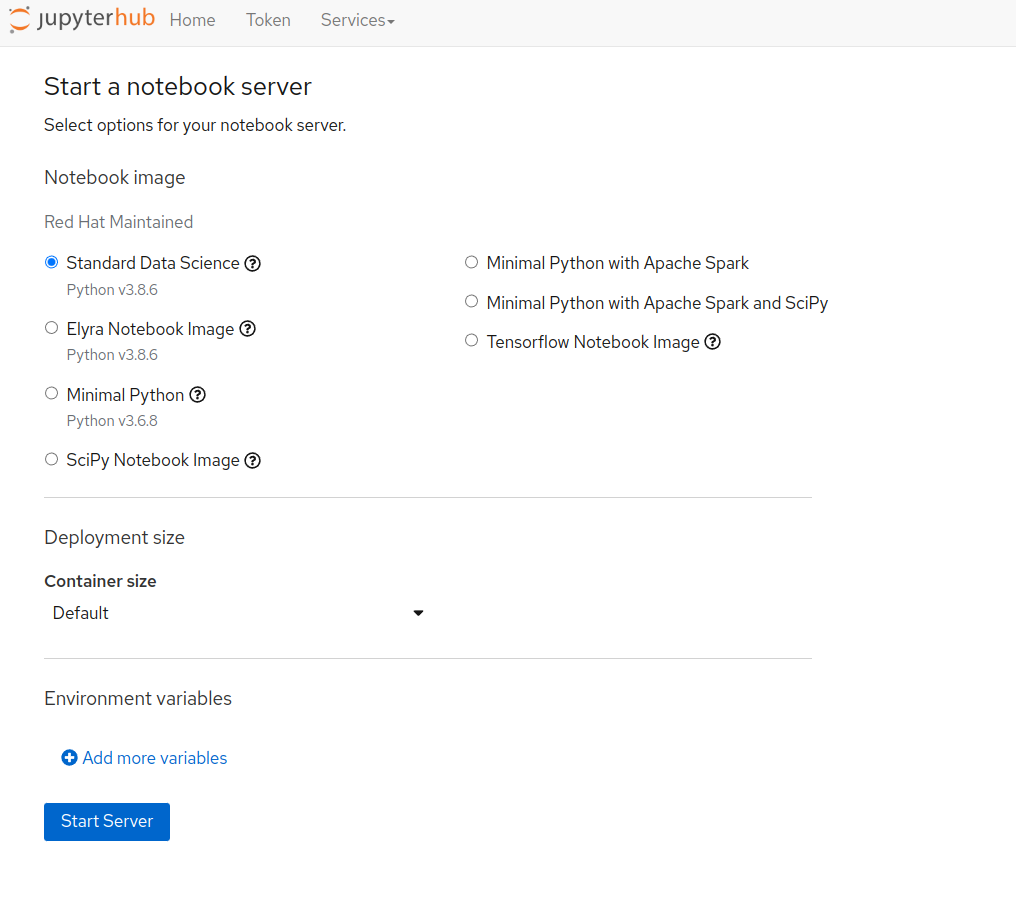 jupyterhub Home Token Services
Start a notebook server
Select options for your notebook server.
Notebook image
Red Hat Maintained
Standard Data Science
Python v3.8.6
Elyra Notebook Image
Python v3.8.6
Minimal Python
Python v3.6.8
SciPy Notebook Image
Minimal Python with Apache Spark
Minimal Python with Apache Spark and SciPy
Tensorflow Notebook Image
Deployment size
Container size
Default
Environment variables
Add more variables
Start Server